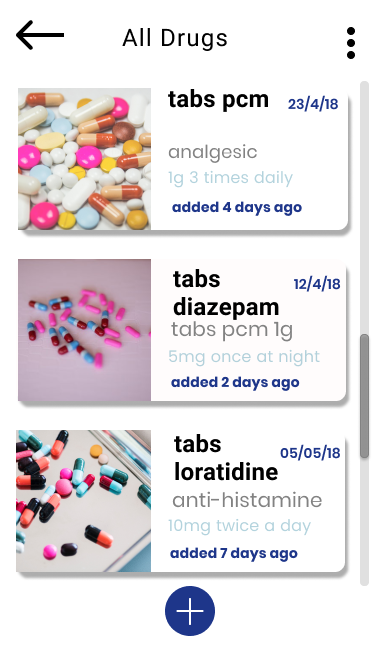 All Drugs
tabs pcm 23/4/18
analgesic
1g 3 times daily
added 4 days ago
tabs 12/4/18
diazepam
tabs pcm 1g
5mg once at night
added 2 days ago
tabs 05/05/18
loratidine
anti-histamine
10mg twice a day
added 7 days ago